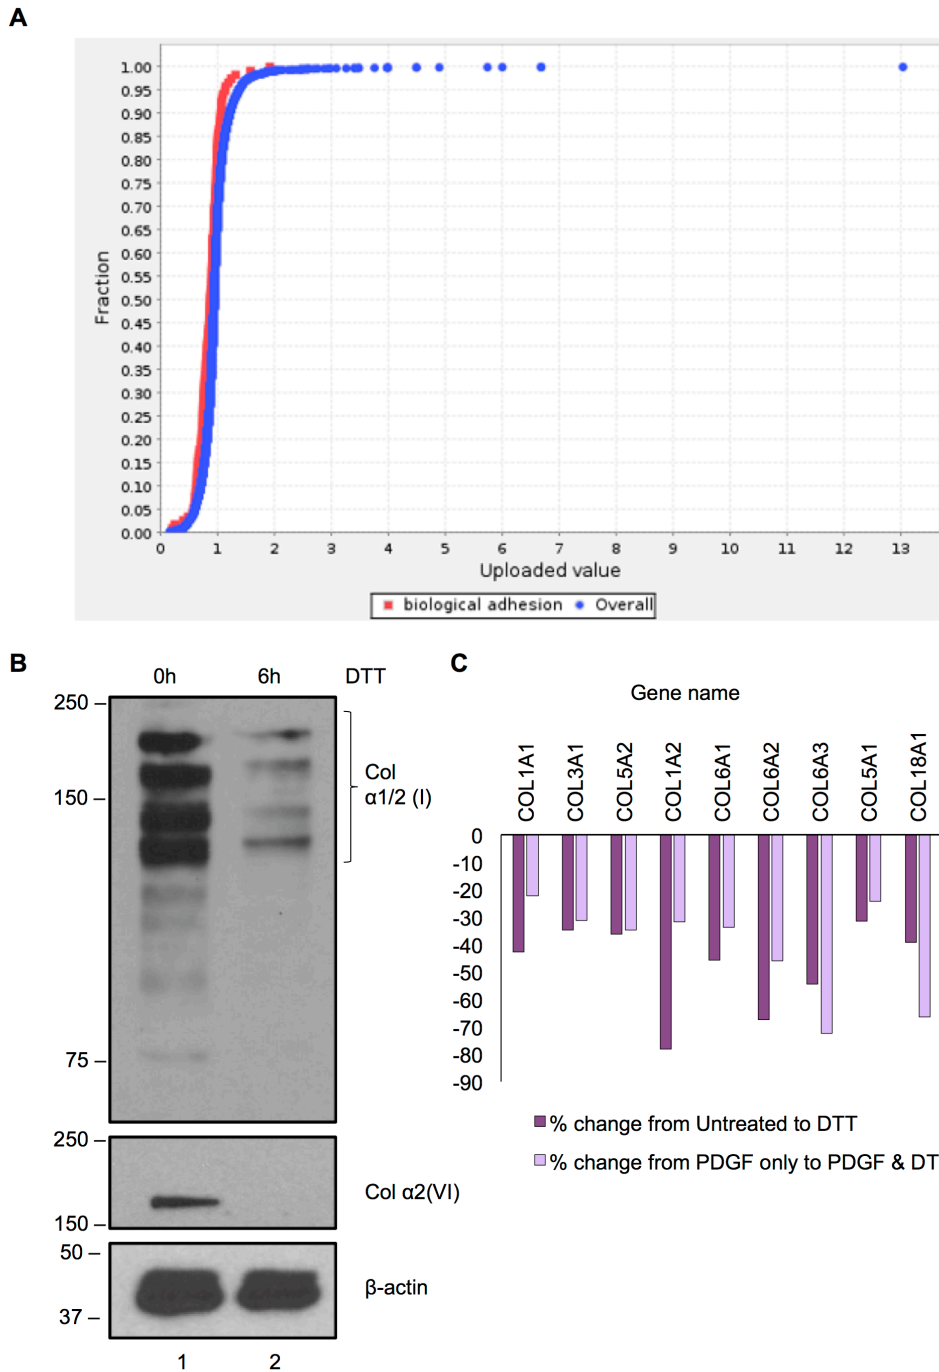 A
1.00
0.95
0.90
0.85
0.80
0.75
0.70
0.65
0.60
0.55
0.50
0.45
0.40
0.35
0.30
0.25
0.20
0.15
0.10
0.05
0.00
Fraction
0 1 2 3 4 5 6 7 8 9 10 11 12 13
Uploaded value
biological adhesion Overall
B
0h 6h DTT
250
150
75
Col
α1/2 (I)
250
150
Col α2(VI)
50
37
β-actin
1 2
C
Gene name
COL1A1
COL3A1
COL5A2
COL1A2
COL6A1
COL6A2
COL6A3
COL5A1
COL18A1
0
-10
-20
-30
-40
-50
-60
-70
-80
-90
% change from Untreated to DTT
% change from PDGF only to PDGF & DT